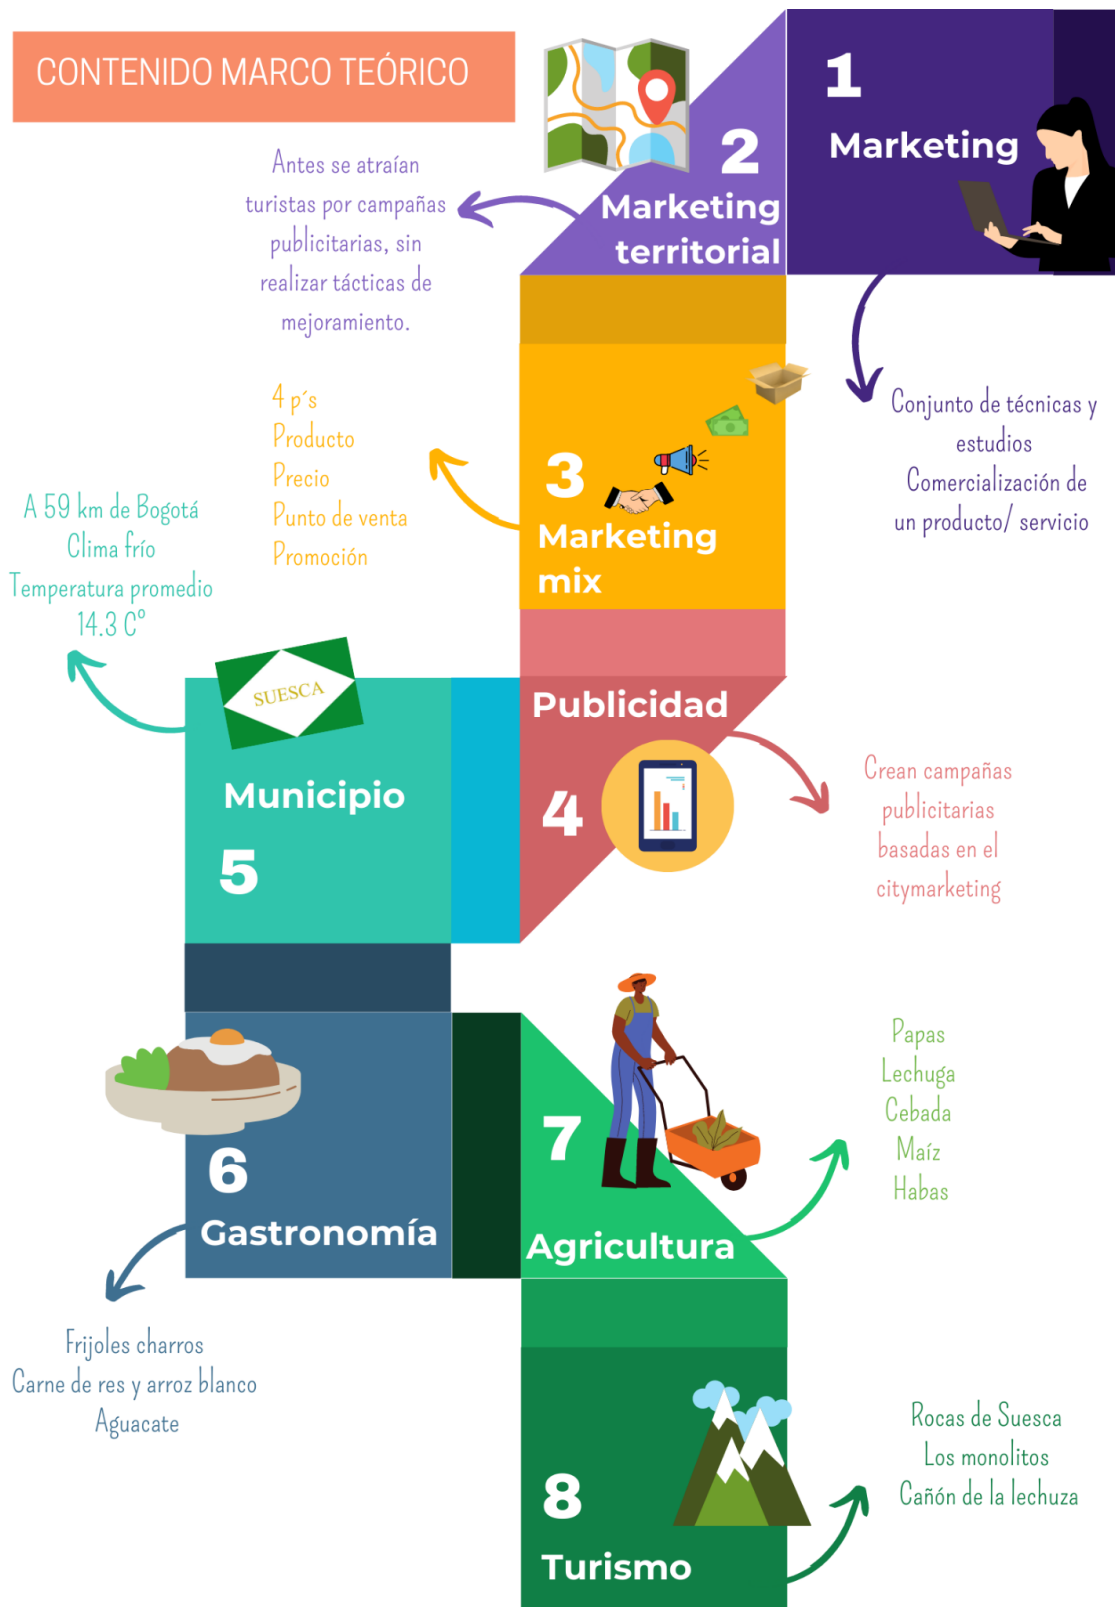 CONTENIDO MARCO TEÓRICO
1
Marketing
Conjunto de técnicas y
estudios
Comercialización de
un producto/ servicio
2
Marketing
territorial
Antes se atraían
turistas por campañas
publicitarias, sin
realizar tácticas de
mejoramiento.
3
Marketing
mix
4 p´s
Producto
Precio
Punto de venta
Promoción
Publicidad
4
Crean campañas
publicitarias
basadas en el
citymarketing
SUESCA
Municipio
5
A 59 km de Bogotá
Clima frío
Temperatura promedio
14.3 C°
6
Gastronomía
Frijoles charros
Carne de res y arroz blanco
Aguacate
7
Agricultura
Papas
Lechuga
Cebada
Maíz
Habas
8
Turismo
Rocas de Suesca
Los monolitos
Cañón de la lechuza